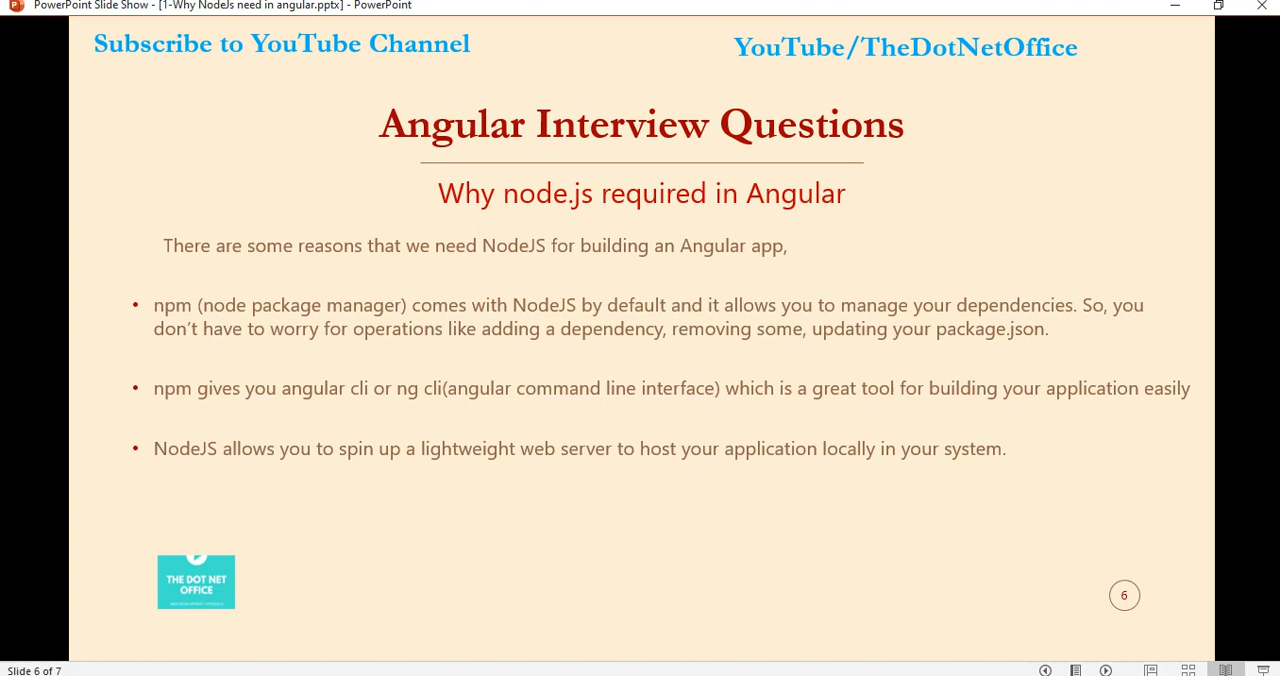 PowerPoint Slide Show - [1-Why NodeJs need in angular.pptx] - PowerPoint
Subscribe to YouTube Channel
YouTube/TheDotNetOffice
Angular Interview Questions
Why node.js required in Angular
There are some reasons that we need NodeJS for building an Angular app,
• npm (node package manager) comes with NodeJS by default and it allows you to manage your dependencies. So, you
don’t have to worry for operations like adding a dependency, removing some, updating your package.json.
• npm gives you angular cli or ng cli(angular command line interface) which is a great tool for building your application easily
• NodeJS allows you to spin up a lightweight web server to host your application locally in your system.
THE DOT NET
OFFICE
6
Slide 6 of 7